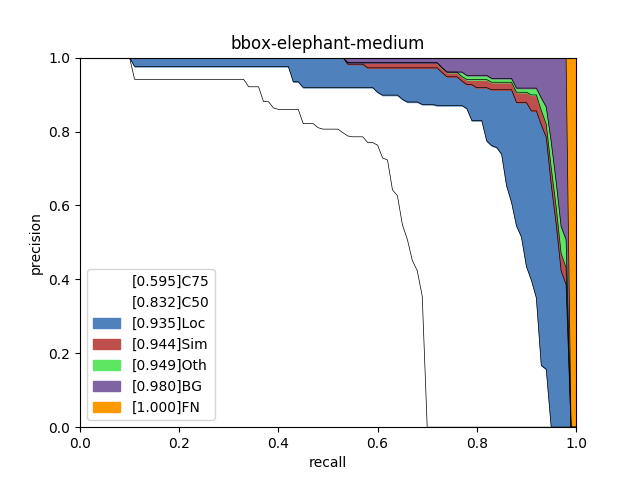 bbox-elephant-medium
1.0
0.8
0.6
0.4
0.2
0.0
precision
[0.595]C75
[0.832]C50
[0.935]Loc
[0.944]Sim
[0.949]Oth
[0.980]BG
[1.000]FN
0.0 0.2 0.4 0.6 0.8 1.0
recall